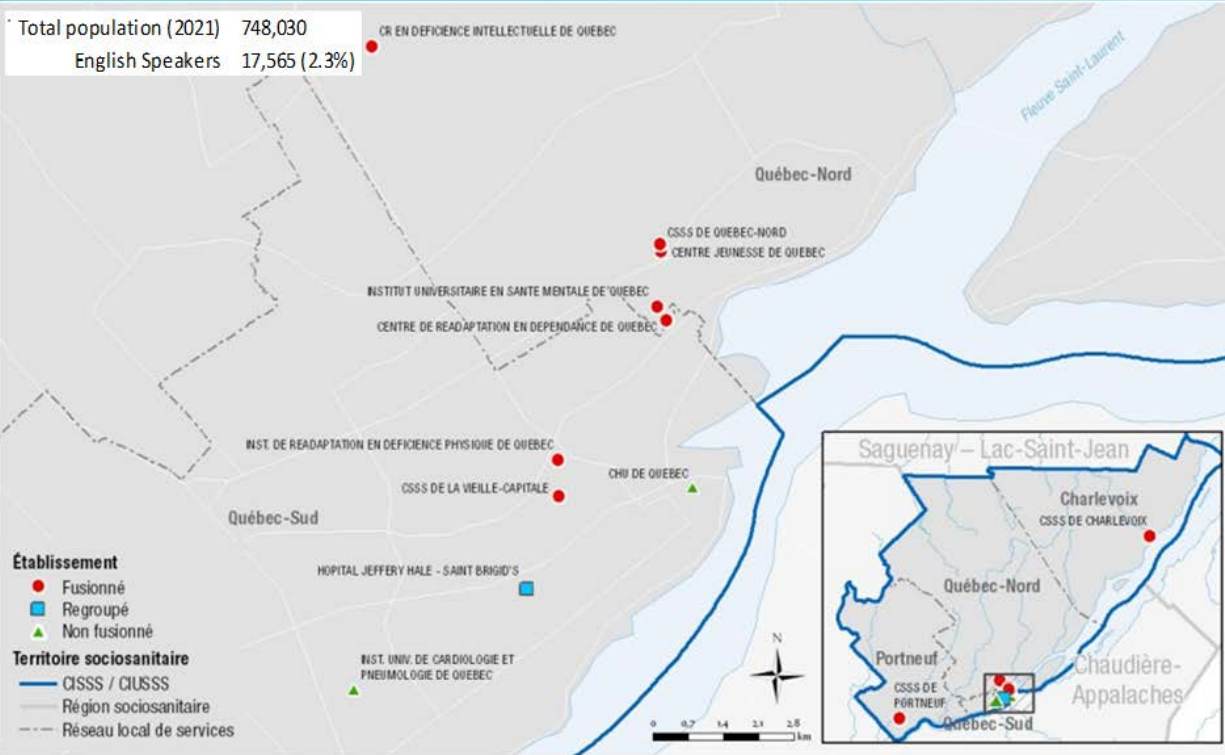 Total population (2021) 748,030
English Speakers 17,565 (2.3%)
CR EN DEFICIENCE INTELLECTUELLE DE QUEBEC
Fleuve Saint-Laurent
Québec-Nord
CSSS DE QUEBEC-NORD
CENTRE JEUNESSE DE QUEBEC
INSTITUT UNIVERSITAIRE EN SANTE MENTALE DE QUEBEC
CENTRE DE READAPTATION EN DEPENDANCE DE QUEBEC
INST. DE READAPTATION EN DEFICIENCE PHYSIQUE DE QUEBEC
CHU DE QUEBEC
CSSS DE LA VIEILLE-CAPITALE
Québec-Sud
HOPITAL JEFFERY HALE - SAINT BRIGID'S
INST. UNIV. DE CARDIOLOGIE ET
PNEUMOLOGIE DE QUEBEC
Établissement
Fusionné
Regroupé
Non fusionné
Territoire sociosanitaire
CISSS / CIUSSS
Région sociosanitaire
Réseau local de services
N
0 0,7 1,4 2,1 2,8
km
Saguenay – Lac-Saint-Jean
Charlevoix
CSSS DE CHARLEVOIX
Québec-Nord
Portneuf
CSSS DE
PORTNEUF
Chaudière-
Appalaches
Québec-Sud